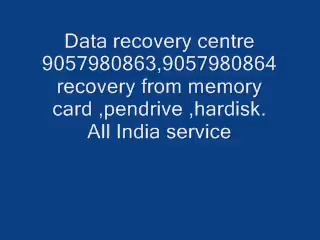 Data recovery centre
9057980863,9057980864
recovery from memory
card ,pendrive ,hardisk.
All India service